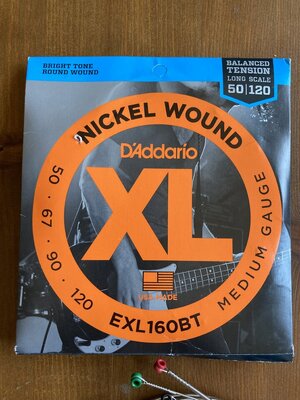 BRIGHT TONE
ROUND WOUND
BALANCED
TENSION
LONG SCALE
50|120
NICKEL WOUND
D'Addario
XL
50 · 67 · 90 · 120
MEDIUM GAUGE
USA MADE
EXL160BT